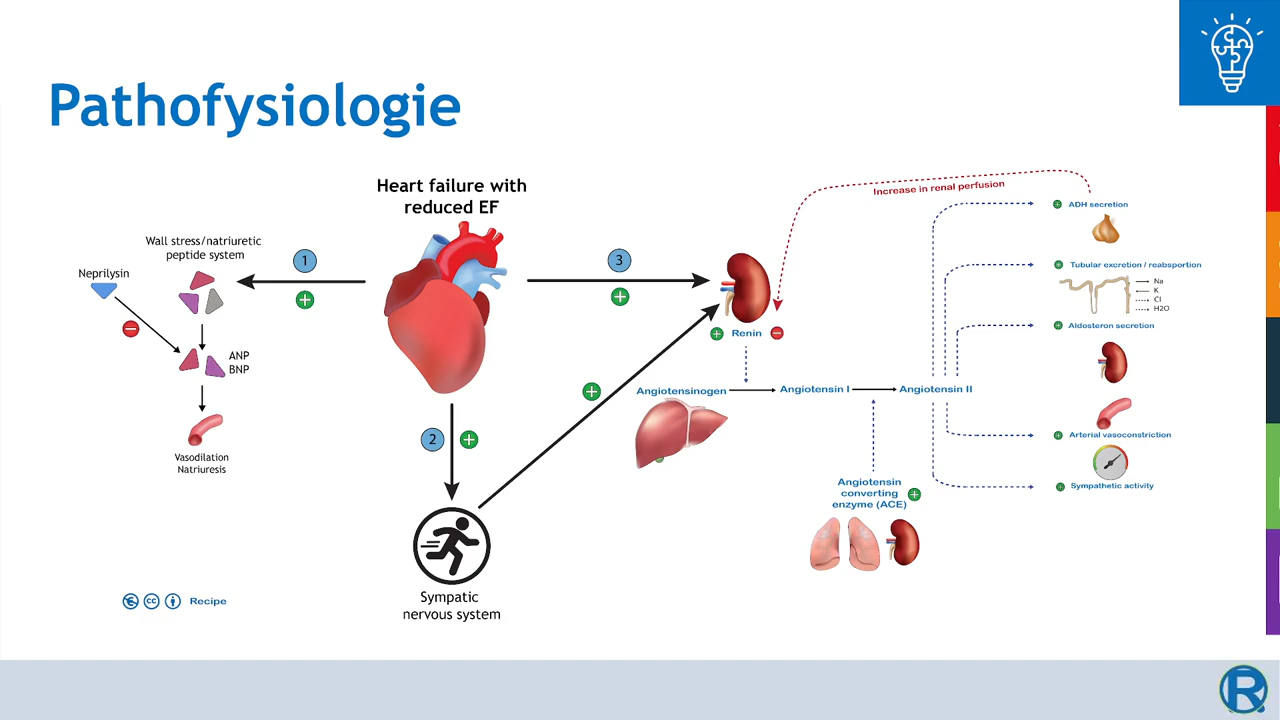 Pathofysiologie
Heart failure with
reduced EF
Wall stress/natriuretic
peptide system
Neprilysin
1
ANP
BNP
Vasodilation
Natriuresis
2
Sympatic
nervous system
3
Renin
Increase in renal perfusion
Angiotensinogen
Angiotensin I
Angiotensin II
Angiotensin
converting
enzyme (ACE)
ADH secretion
Tubular excretion / reabsportion
Na
K
Cl
H2O
Aldosteron secretion
Arterial vasoconstriction
Sympathetic activity
cc
Recipe
R